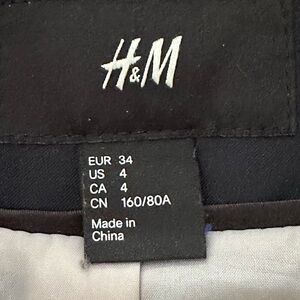 H&M
EUR 34
US 4
CA 4
CN 160/80A
Made in
China